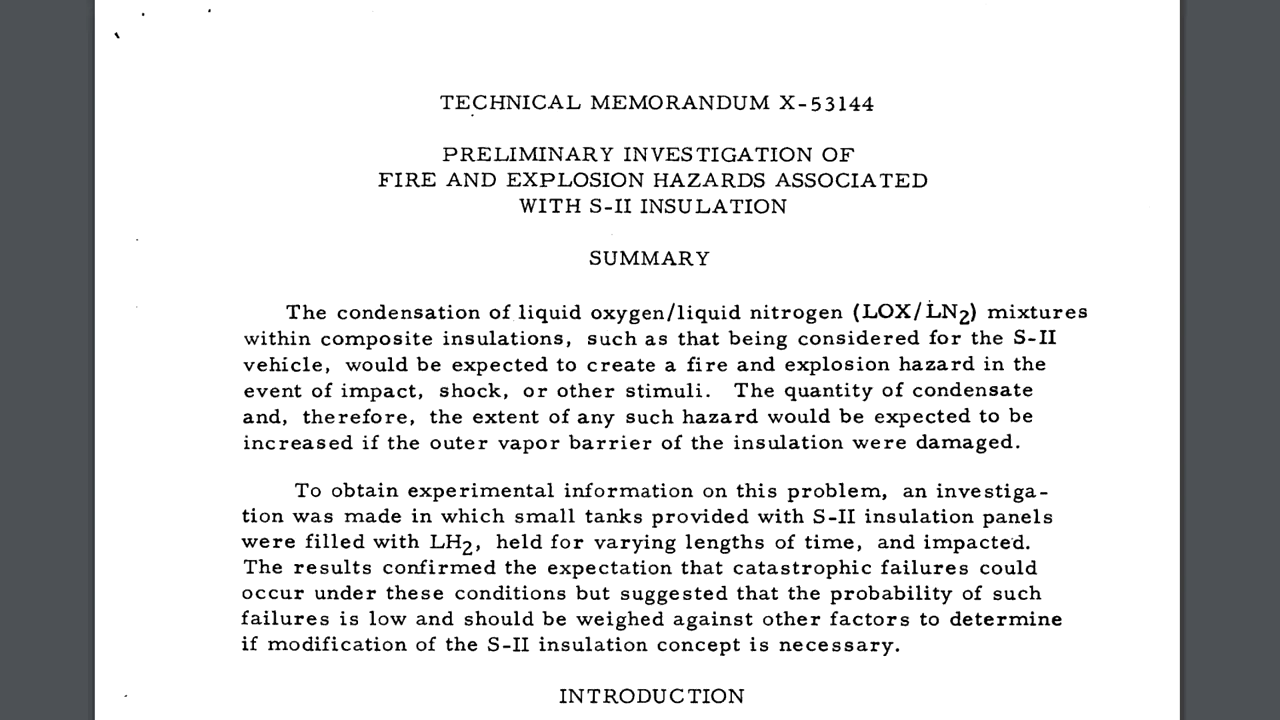 TECHNICAL MEMORANDUM X-53144
PRELIMINARY INVESTIGATION OF
FIRE AND EXPLOSION HAZARDS ASSOCIATED
WITH S-II INSULATION
SUMMARY
The condensation of liquid oxygen/liquid nitrogen (LOX/LN₂) mixtures
within composite insulations, such as that being considered for the S-II
vehicle, would be expected to create a fire and explosion hazard in the
event of impact, shock, or other stimuli. The quantity of condensate
and, therefore, the extent of any such hazard would be expected to be
increased if the outer vapor barrier of the insulation were damaged.
To obtain experimental information on this problem, an investiga-
tion was made in which small tanks provided with S-II insulation panels
were filled with LH₂, held for varying lengths of time, and impacted.
The results confirmed the expectation that catastrophic failures could
occur under these conditions but suggested that the probability of such
failures is low and should be weighed against other factors to determine
if modification of the S-II insulation concept is necessary.
INTRODUCTION